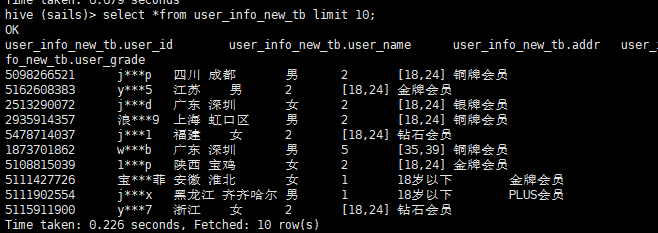 Time taken: 0.079 seconds
hive (sails)> select *from user_info_new_tb limit 10;
OK
user_info_new_tb.user_id user_info_new_tb.user_name user_info_new_tb.addr user_i
fo_new_tb.user_grade
5098266521 j***p 四川 成都 男 2 [18,24] 铜牌会员
5162608383 y***5 江苏 男 2 [18,24] 金牌会员
2513290072 j***d 广东 深圳 女 2 [18,24] 银牌会员
2935914357 浪***9 上海 虹口区 男 2 [18,24] 铜牌会员
5478714037 j***1 福建 女 2 [18,24] 钻石会员
1873701862 w***b 广东 深圳 男 5 [35,39] 铜牌会员
5108815039 1***p 陕西 宝鸡 女 2 [18,24] 金牌会员
5111427726 宝***菲 安徽 淮北 女 1 18岁以下 金牌会员
5111902554 j***x 黑龙江 齐齐哈尔 男 1 18岁以下 PLUS会员
5115911900 y***7 浙江 女 2 [18,24] 钻石会员
Time taken: 0.226 seconds, Fetched: 10 row(s)